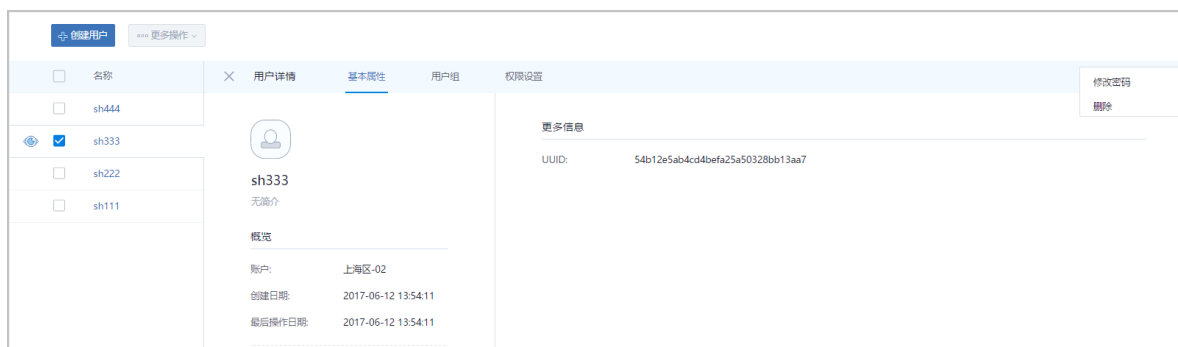 创建用户 更多操作
名称 用户详情 基本属性 用户组 权限设置
修改密码
删除
sh444
sh333
sh222
sh111
sh333
无简介
概览
账户: 上海区-02
创建日期: 2017-06-12 13:54:11
最后操作日期: 2017-06-12 13:54:11
更多信息
UUID: 54b12e5ab4cd4befa25a50328bb13aa7